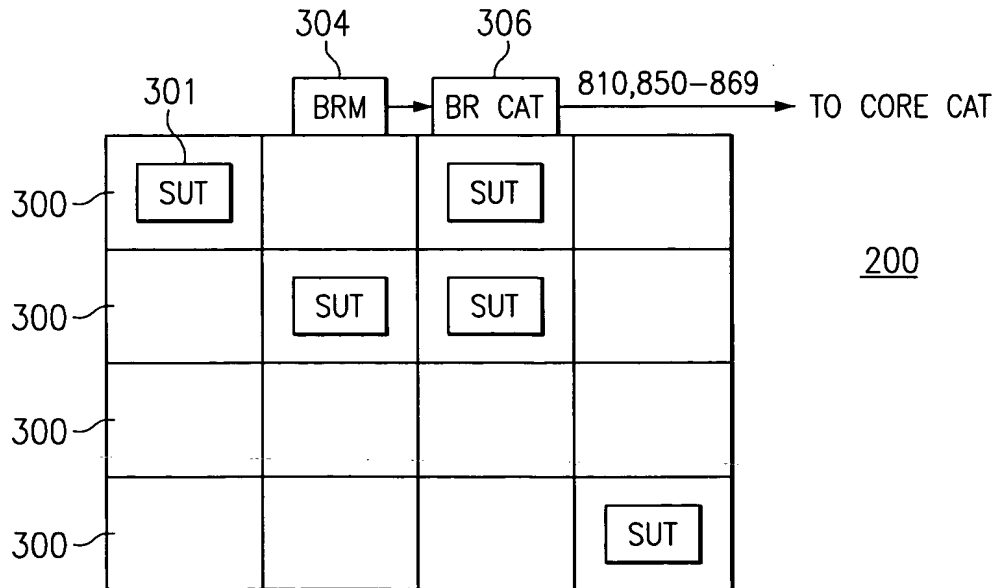 304
306
301
BRM
BR CAT
810,850-869
TO CORE CAT
300
SUT
SUT
200
300
SUT
SUT
300
300
SUT